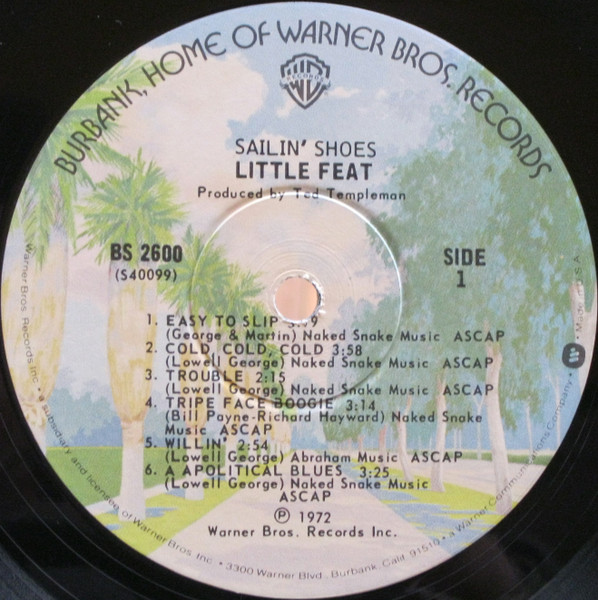 BURBANK, HOME OF WARNER BROS. RECORDS
RECORDS
SAILIN' SHOES
LITTLE FEAT
Produced by Ted Templeman
BS 2600
(S40099)
SIDE
1
1. EASY TO SLIP
(George & Martin) Naked Snake Music ASCAP
2. COLD, COLD, COLD 3:58
(Lowell George) Naked Snake Music ASCAP
3. TROUBLE 2:15
(Lowell George) Naked Snake Music ASCAP
4. TRIPE FACE BOOGIE 3:14
(Bill Payne-Richard Hayward) Naked Snake
Music ASCAP
5. WILLIN' 2:54
(Lowell George) Abraham Music ASCAP
6. A APOLITICAL BLUES 3:25
(Lowell George) Naked Snake Music
ASCAP
℗ 1972
Warner Bros. Records Inc.
Warner Bros. Records Inc. • a subsidiary and licensee of Warner Bros. Inc. • 3300 Warner Blvd., Burbank, Calif. 91510 • a Warner Communications Company. • Made in U.S.A.